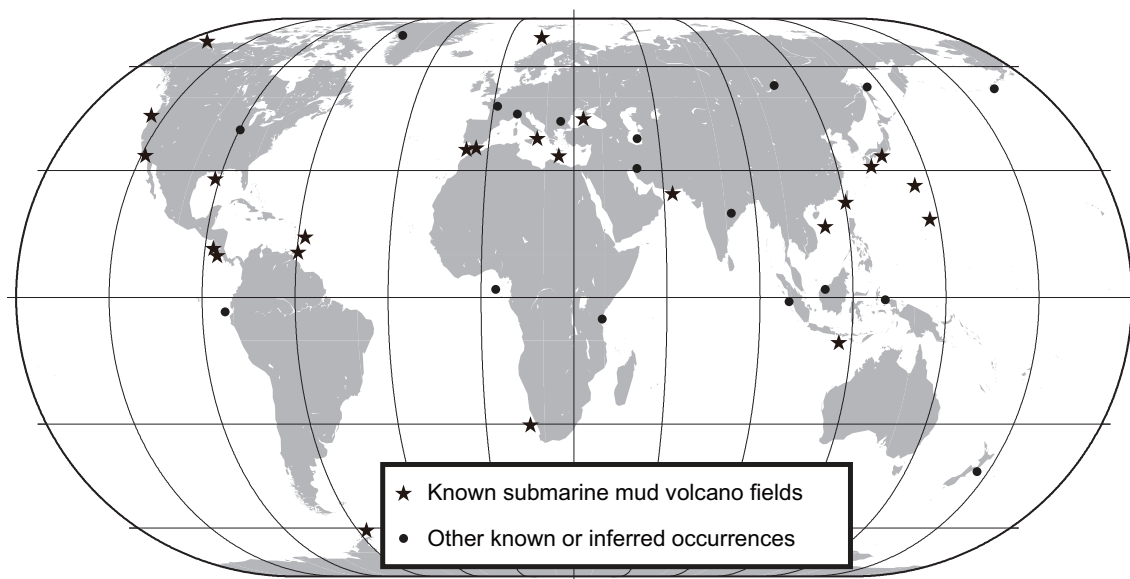 Known submarine mud volcano fields
Other known or inferred occurrences